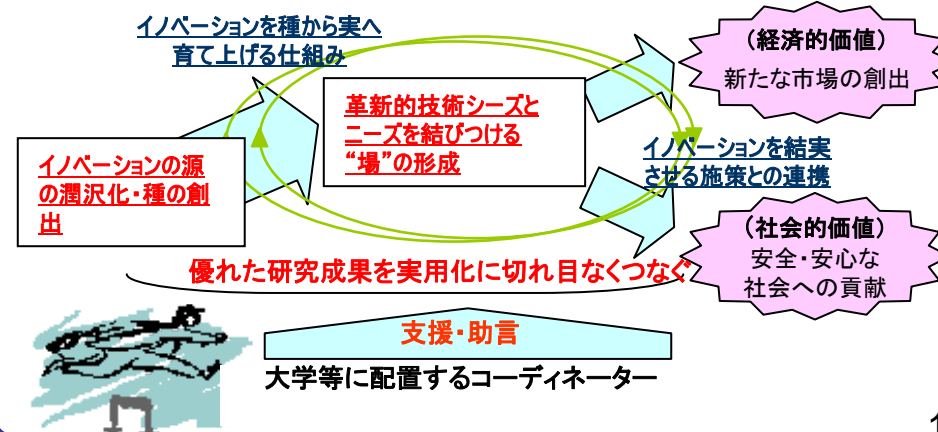 イノベーションを種から実へ
育て上げる仕組み
(経済的価値)
新たな市場の創出
革新的技術シーズと
ニーズを結びつける
“場”の形成
イノベーションの源
の潤沢化・種の創
出
イノベーションを結実
させる施策との連携
(社会的価値)
安全・安心な
社会への貢献
優れた研究成果を実用化に切れ目なくつなぐ
支援・助言
大学等に配置するコーディネーター
1